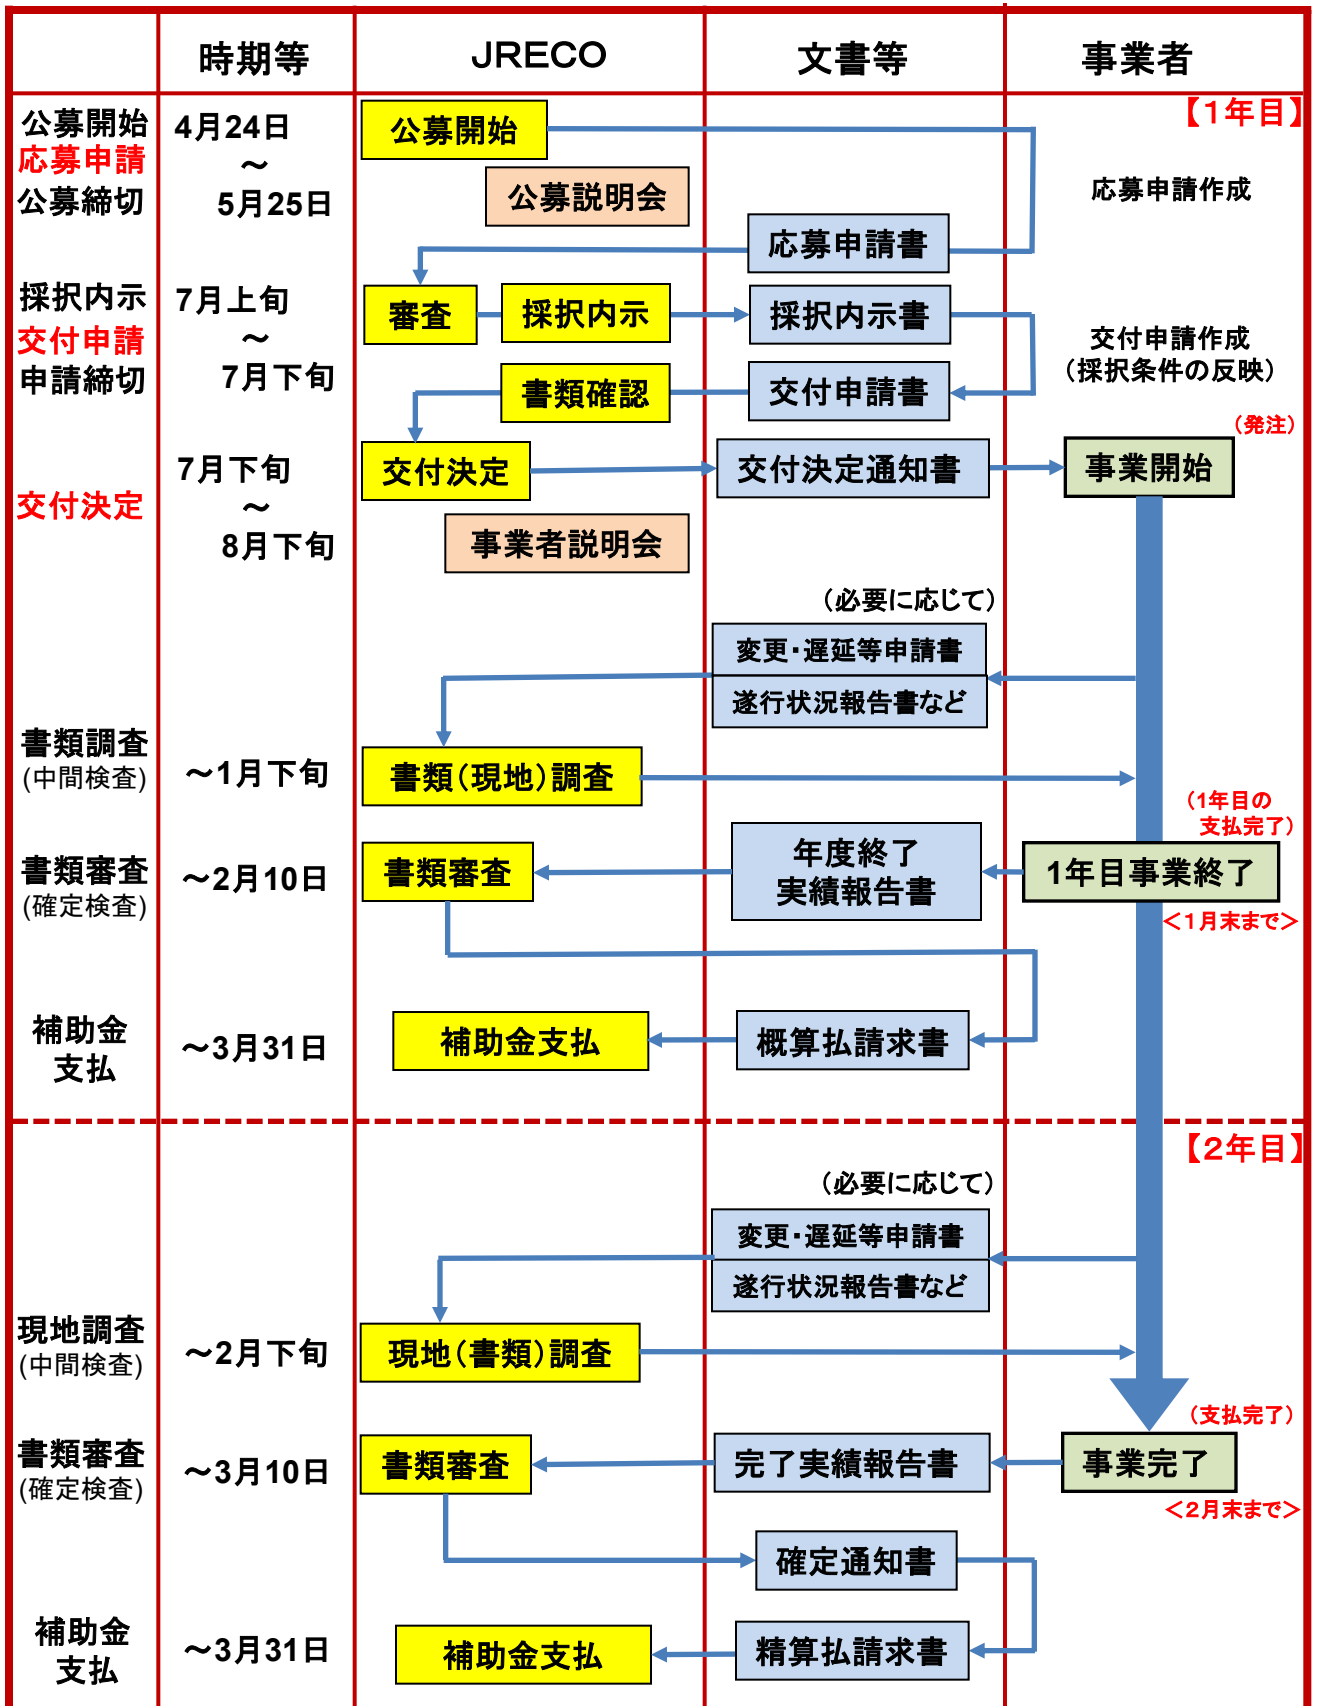 時期等
JRECO
文書等
事業者
【1年目】
公募開始
応募申請
公募締切
4月24日
～
5月25日
公募開始
公募説明会
応募申請作成
応募申請書
採択内示
交付申請
申請締切
7月上旬
～
7月下旬
審査
採択内示
採択内示書
交付申請作成
(採択条件の反映)
書類確認
交付申請書
(発注)
交付決定
7月下旬
～
8月下旬
交付決定
交付決定通知書
事業開始
事業者説明会
(必要に応じて)
変更・遅延等申請書
遂行状況報告書など
書類調査
(中間検査)
～1月下旬
書類(現地)調査
(1年目の
支払完了)
書類審査
(確定検査)
～2月10日
書類審査
年度終了
実績報告書
1年目事業終了
＜1月末まで＞
補助金
支払
～3月31日
補助金支払
概算払請求書
【2年目】
(必要に応じて)
変更・遅延等申請書
遂行状況報告書など
現地調査
(中間検査)
～2月下旬
現地(書類)調査
(支払完了)
書類審査
(確定検査)
～3月10日
書類審査
完了実績報告書
事業完了
＜2月末まで＞
確定通知書
補助金
支払
～3月31日
補助金支払
精算払請求書